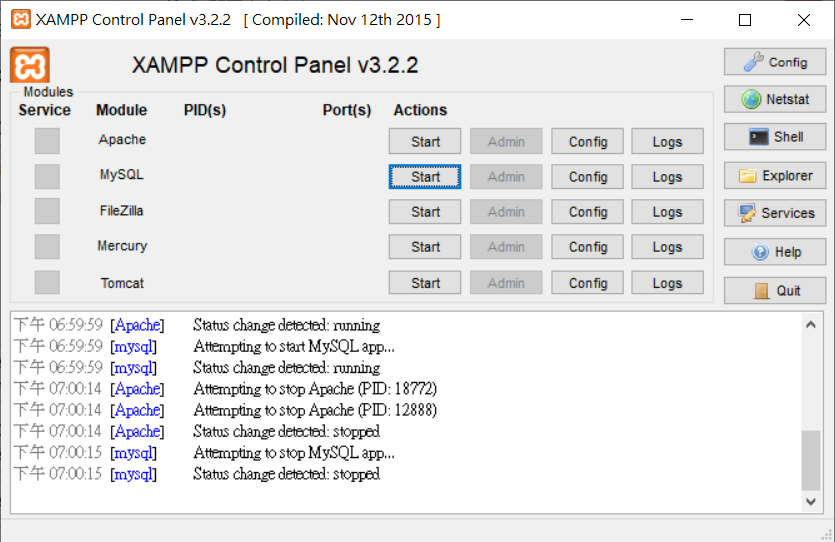 XAMPP Control Panel v3.2.2 [ Compiled: Nov 12th 2015 ]
XAMPP Control Panel v3.2.2
Config
Modules
Service Module PID(s) Port(s) Actions
Netstat
Apache Start Admin Config Logs
Shell
MySQL Start Admin Config Logs
Explorer
FileZilla Start Admin Config Logs
Services
Mercury Start Admin Config Logs
Help
Tomcat Start Admin Config Logs
Quit
下午 06:59:59 [Apache] Status change detected: running
下午 06:59:59 [mysql] Attempting to start MySQL app...
下午 06:59:59 [mysql] Status change detected: running
下午 07:00:14 [Apache] Attempting to stop Apache (PID: 18772)
下午 07:00:14 [Apache] Attempting to stop Apache (PID: 12888)
下午 07:00:14 [Apache] Status change detected: stopped
下午 07:00:15 [mysql] Attempting to stop MySQL app...
下午 07:00:15 [mysql] Status change detected: stopped